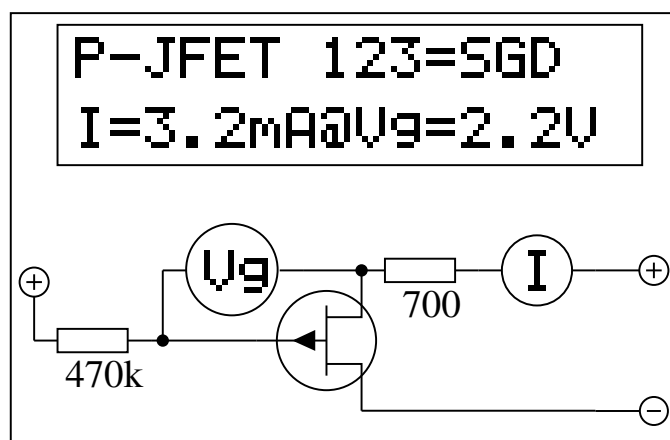 P-JFET 123=SGD
I=3.2mA@Vg=2.2V
Vg
I
+
+
700
470k
−